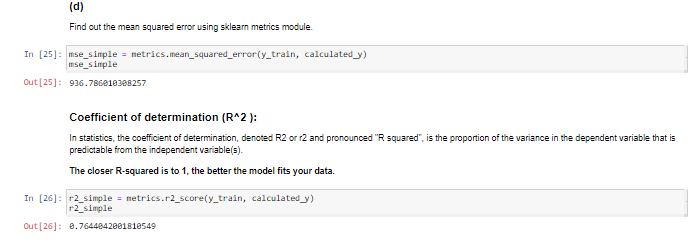 (d)
Find out the mean squared error using sklearn metrics module.
In [25]: mse_simple = metrics.mean_squared_error(y_train, calculated_y)
mse_simple
Out[25]: 936.786010308257
Coefficient of determination (R^2 ):
In statistics, the coefficient of determination, denoted R2 or r2 and pronounced "R squared", is the proportion of the variance in the dependent variable that is
predictable from the independent variable(s).
The closer R-squared is to 1, the better the model fits your data.
In [26]: r2_simple = metrics.r2_score(y_train, calculated_y)
r2_simple
Out[26]: 0.7644042001810549